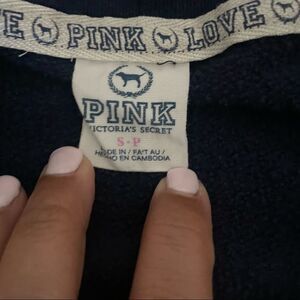 E PINK LOVE
PINK
VICTORIA'S SECRET
S-P
MADE IN / FAIT AU /
HECHO EN CAMBODIA